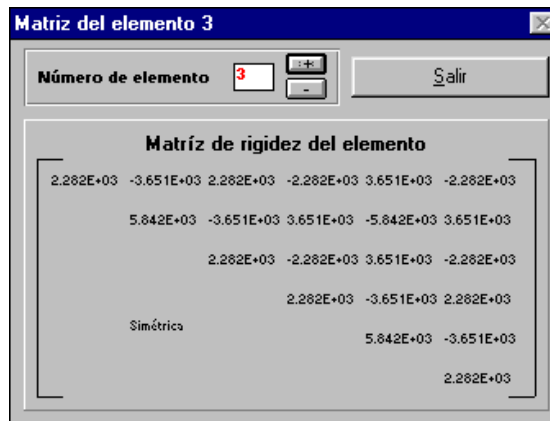 Matriz del elemento 3
Número de elemento 3 + Salir
-
Matríz de rigidez del elemento
2.282E+03 -3.651E+03 2.282E+03 -2.282E+03 3.651E+03 -2.282E+03
5.842E+03 -3.651E+03 3.651E+03 -5.842E+03 3.651E+03
2.282E+03 -2.282E+03 3.651E+03 -2.282E+03
2.282E+03 -3.651E+03 2.282E+03
Simétrica
5.842E+03 -3.651E+03
2.282E+03